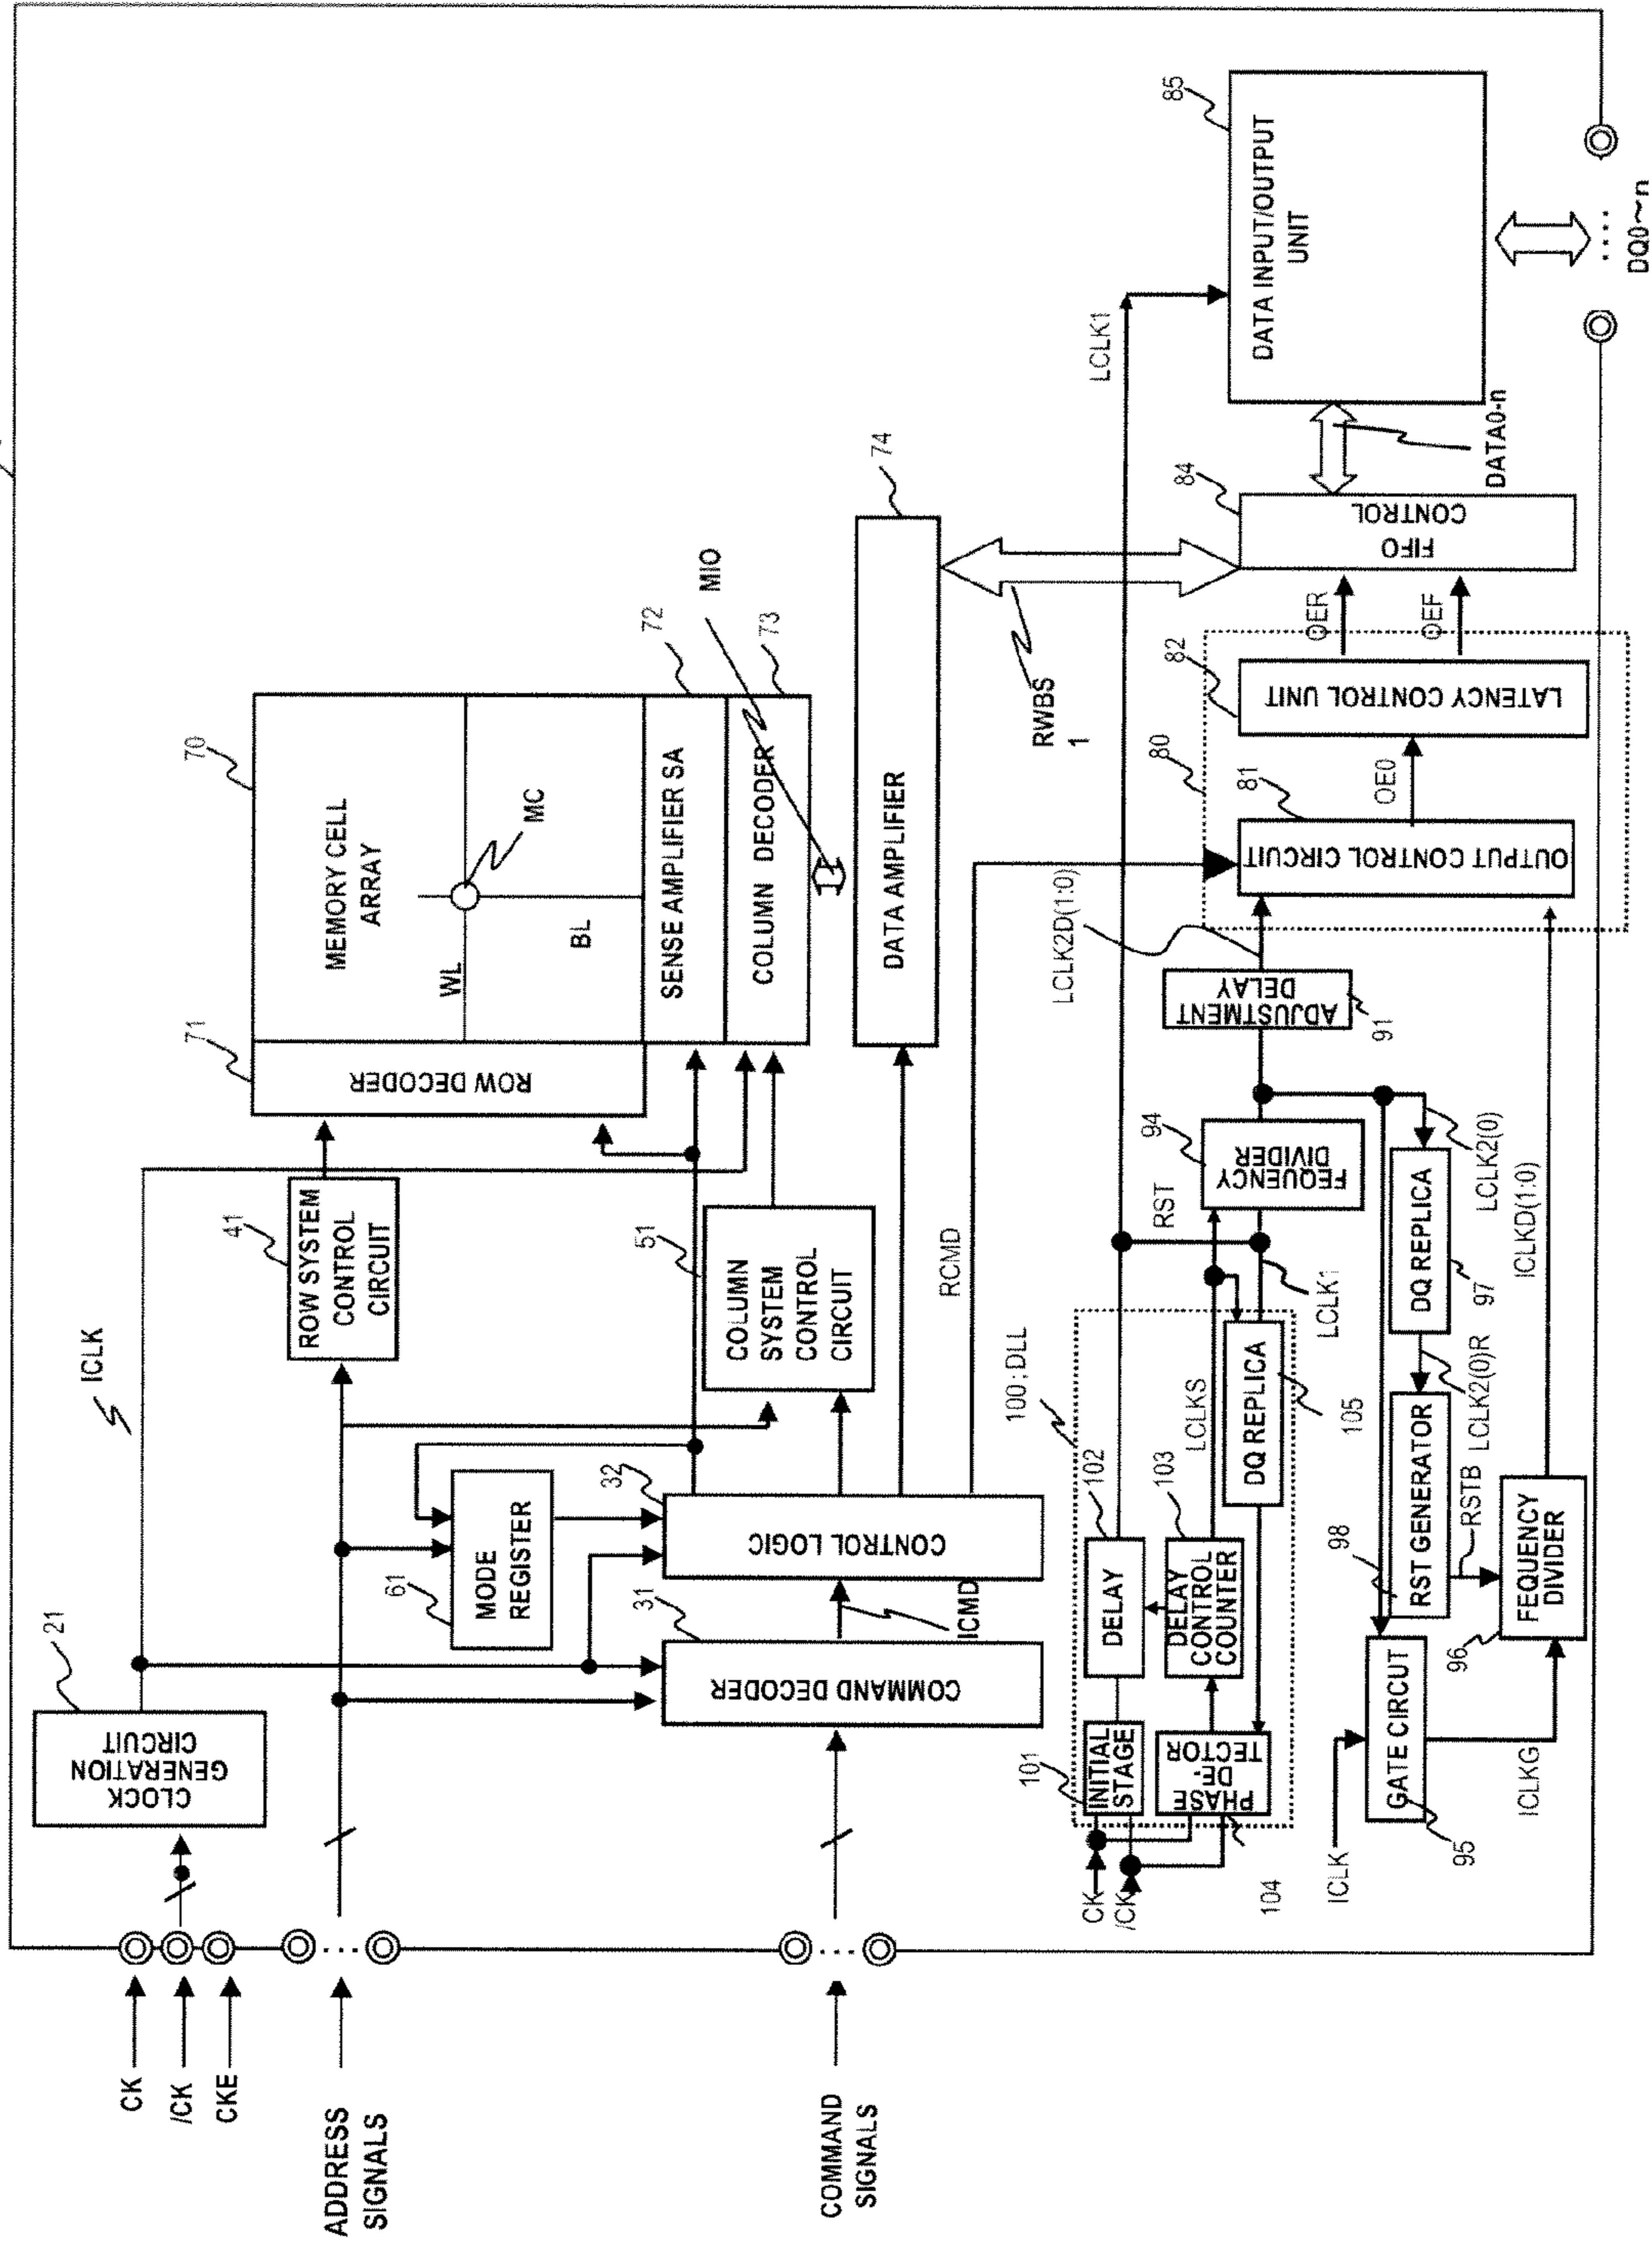 CK
/CK
CKE
ADDRESS
SIGNALS
COMMAND
SIGNALS
21
CLOCK
GENERATION
CIRCUIT
ICLK
41
ROW SYSTEM
CONTROL
CIRCUIT
71
ROW DECODER
70
MEMORY CELL
ARRAY
WL
MC
BL
SENSE AMPLIFIER SA
72
COLUMN DECODER
73
MIO
61
MODE
REGISTER
51
COLUMN
SYSTEM
CONTROL
CIRCUIT
31
COMMAND DECODER
ICMD
32
CONTROL LOGIC
DATA AMPLIFIER
74
RCMD
RWBS
1
100;DLL
CK
/CK
101
INITIAL
STAGE
102
DELAY
103
DELAY
CONTROL
COUNTER
104
PHASE
DE-
TECTOR
LCLKS
DQ REPLICA
105
LCLK1
RST
94
FEQUENCY
DIVIDER
LCLK1
ADJUSTMENT
DELAY
91
LCLK2D(1:0)
80
81
OUTPUT CONTROL CIRCUIT
OE0
82
LATENCY CONTROL UNIT
OER
OEF
84
FIFO
CONTROL
DATA0-n
85
DATA INPUT/OUTPUT
UNIT
DQ0~n
ICLK
GATE CIRCUT
95
ICLKG
98
RST GENERATOR
RSTB
LCLK2(0)R
DQ REPLICA
97
LCLK2(0)
96
FEQUENCY
DIVIDER
ICLKD(1:0)